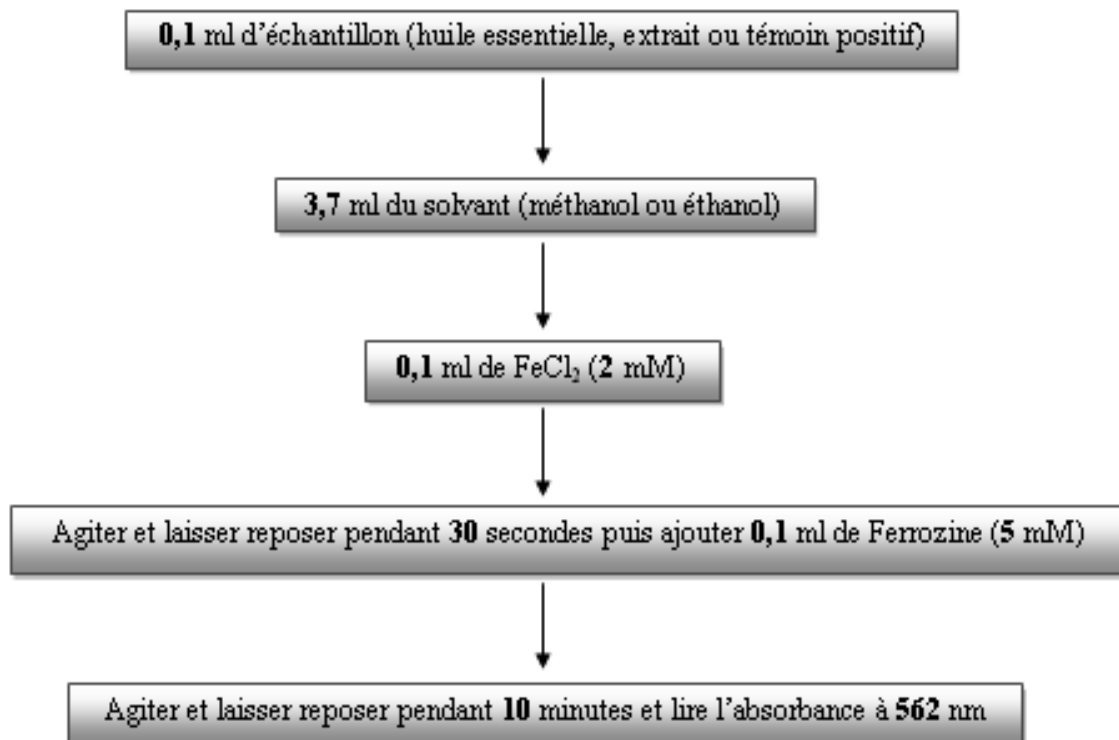 0,1 ml d'échantillon (huile essentielle, extrait ou témoin positif)
3,7 ml du solvant (méthanol ou éthanol)
0,1 ml de FeCl₂ (2 mM)
Agiter et laisser reposer pendant 30 secondes puis ajouter 0,1 ml de Ferrozine (5 mM)
Agiter et laisser reposer pendant 10 minutes et lire l'absorbance à 562 nm